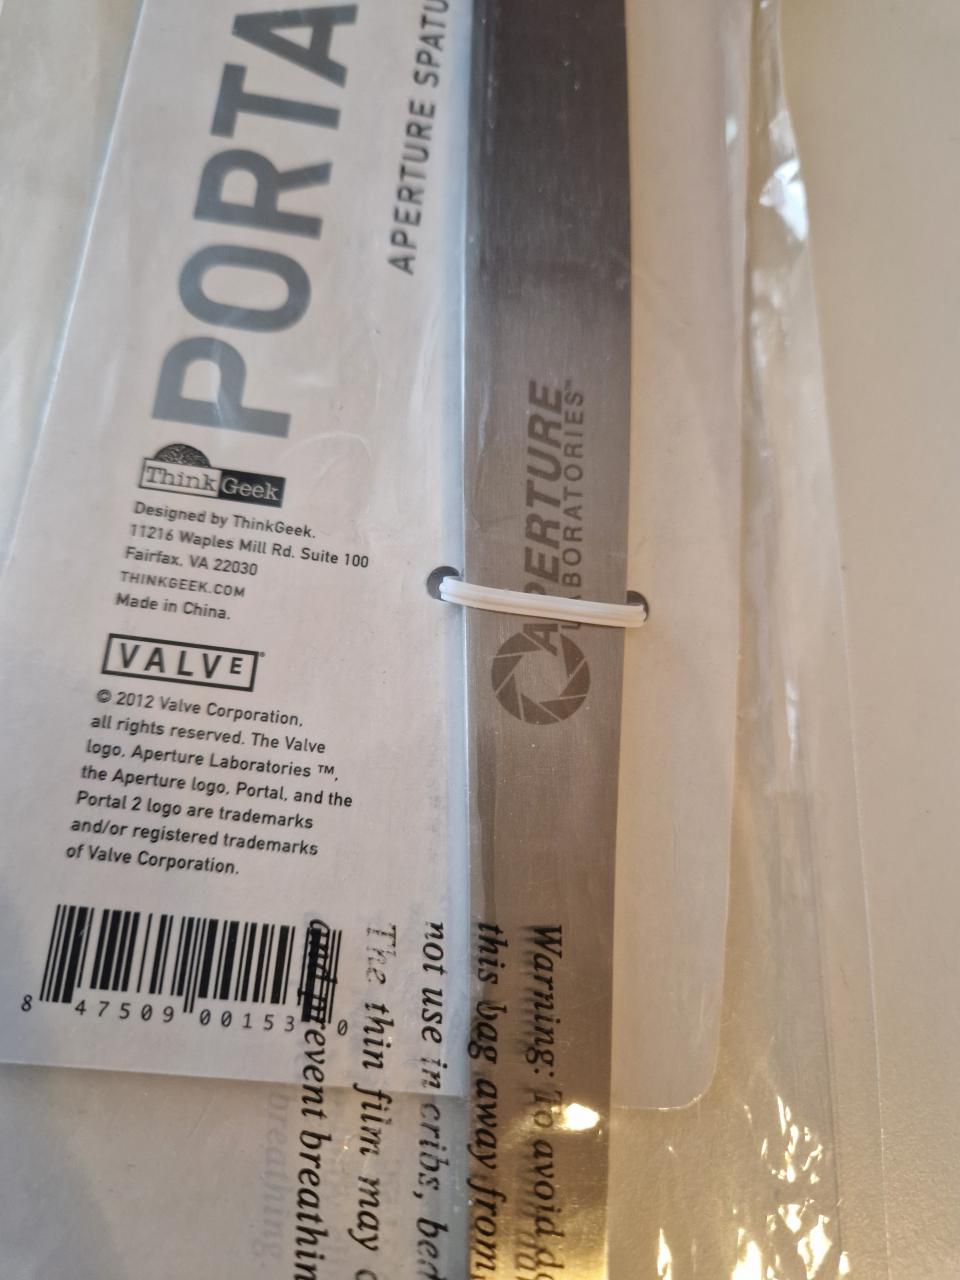 PORTA
APERTURE SPATU
ThinkGeek
Designed by ThinkGeek.
11216 Waples Mill Rd. Suite 100
Fairfax, VA 22030
THINKGEEK.COM
Made in China.
VALVE®
© 2012 Valve Corporation,
all rights reserved. The Valve
logo, Aperture Laboratories ™,
the Aperture logo, Portal, and the
Portal 2 logo are trademarks
and/or registered trademarks
of Valve Corporation.
8 47509 00153 0
APERTURE
LABORATORIES™
Warning: To avoid
this bag away from
not use in cribs,
The thin film may
and prevent